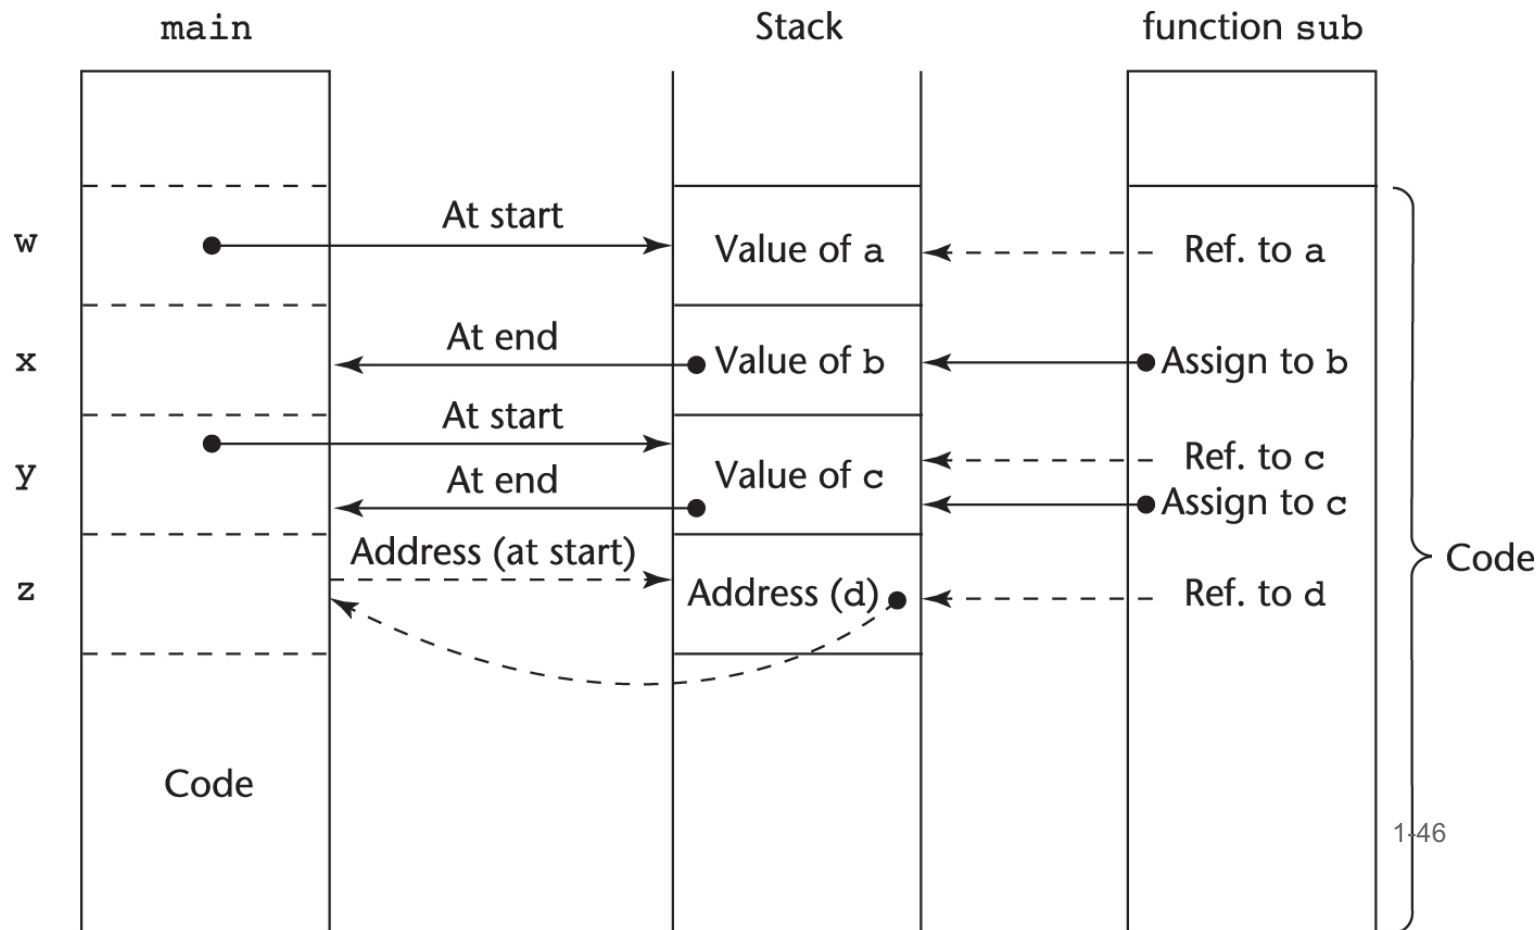 main
Stack
function sub
w
At start
Value of a
Ref. to a
x
At end
Value of b
Assign to b
y
At start
At end
Value of c
Ref. to c
Assign to c
z
Address (at start)
Address (d)
Ref. to d
Code
Code
1-46